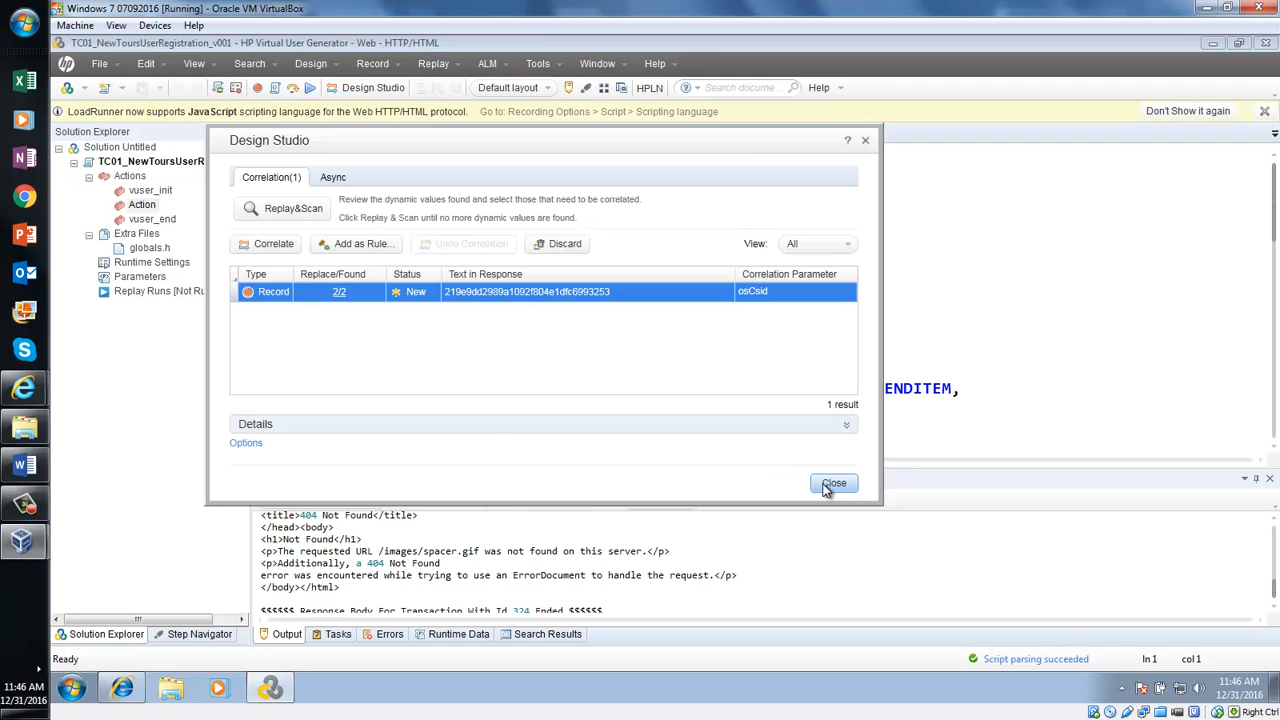 Windows 7 07092016 [Running] - Oracle VM VirtualBox
Machine View Devices Help
TC01_NewToursUserRegistration_v001 - HP Virtual User Generator - Web - HTTP/HTML
File Edit View Search Design Record Replay ALM Tools Window Help
Design Studio Default layout HPLN Search docume Help
LoadRunner now supports JavaScript scripting language for the Web HTTP/HTML protocol. Go to: Recording Options > Script > Scripting language Don't Show it again
Solution Explorer
Solution Untitled
TC01_NewToursUserR
Actions
vuser_init
Action
vuser_end
Extra Files
globals.h
Runtime Settings
Parameters
Replay Runs [Not Ru
Design Studio
Correlation(1) Async
Replay&Scan
Review the dynamic values found and select those that need to be correlated.
Click Replay & Scan until no more dynamic values are found.
Correlate Add as Rule... Undo Correlation Discard View: All
Type Replace/Found Status Text in Response Correlation Parameter
Record 2/2 New 219e9dd2989a1092f804e1dfc6993253 osCsid
1 result
Details
Options
Close
ENDITEM,
<title>404 Not Found</title>
</head><body>
<h1>Not Found</h1>
<p>The requested URL /images/spacer.gif was not found on this server.</p>
<p>Additionally, a 404 Not Found
error was encountered while trying to use an ErrorDocument to handle the request.</p>
</body></html>
$$$$$$ Response Body For Transaction With Id 324 Ended $$$$$$
Solution Explorer Step Navigator Output Tasks Errors Runtime Data Search Results
Ready Script parsing succeeded ln 1 col 1
11:46 AM
12/31/2016
11:46 AM
12/31/2016
Right Ctrl